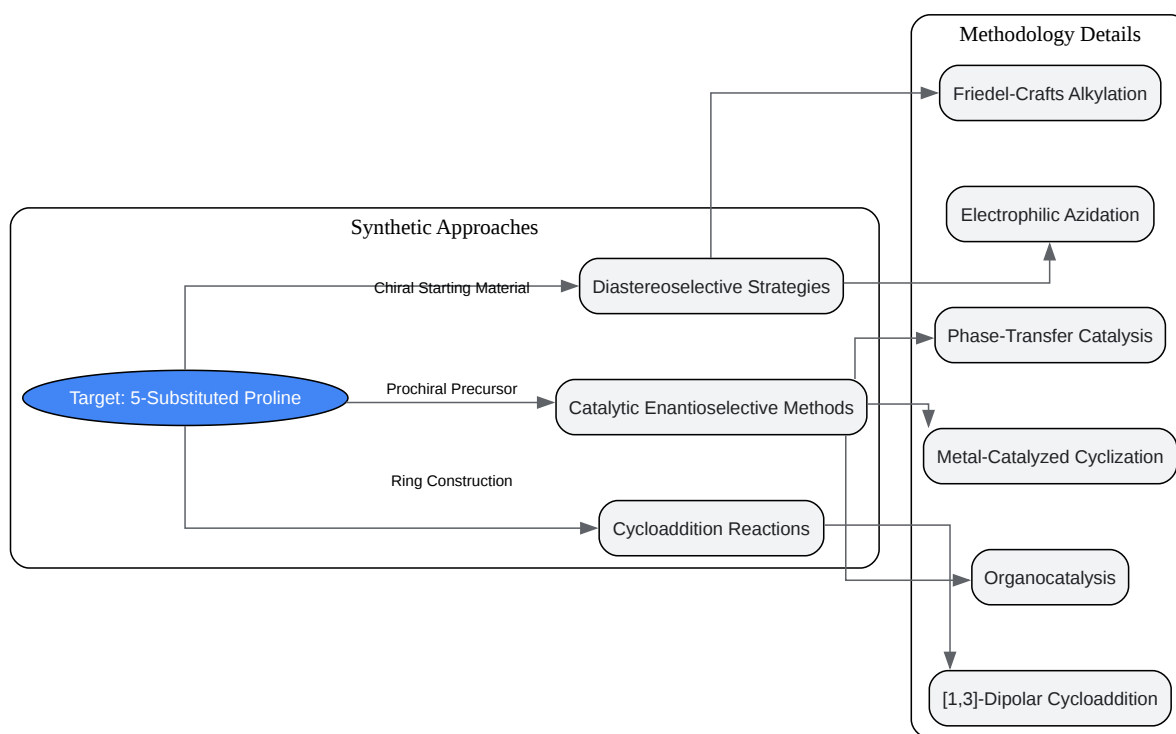 Methodology Details
Friedel-Crafts Alkylation
Electrophilic Azidation
Synthetic Approaches
Chiral Starting Material
Diastereoselective Strategies
Phase-Transfer Catalysis
Target: 5-Substituted Proline
Prochiral Precursor
Catalytic Enantioselective Methods
Metal-Catalyzed Cyclization
Ring Construction
Cycloaddition Reactions
Organocatalysis
[1,3]-Dipolar Cycloaddition